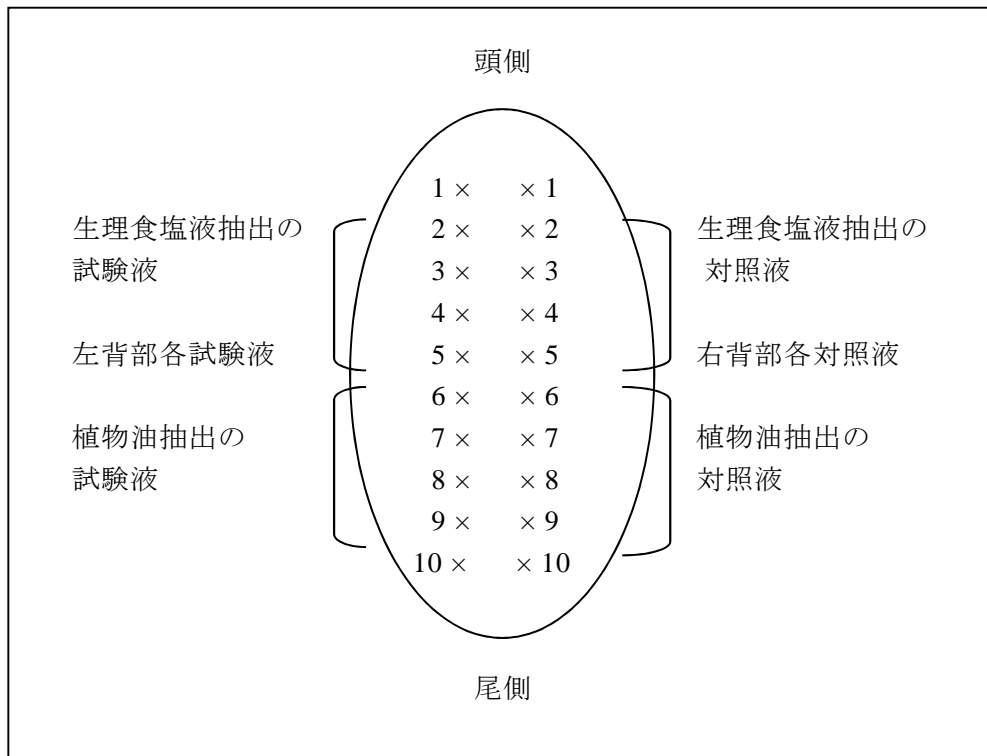 頭側
1 × × 1
生理食塩液抽出の 2 × × 2 生理食塩液抽出の
試験液 3 × × 3 対照液
4 × × 4
左背部各試験液 5 × × 5 右背部各対照液
6 × × 6
植物油抽出の 7 × × 7 植物油抽出の
試験液 8 × × 8 対照液
9 × × 9
10 × × 10
尾側